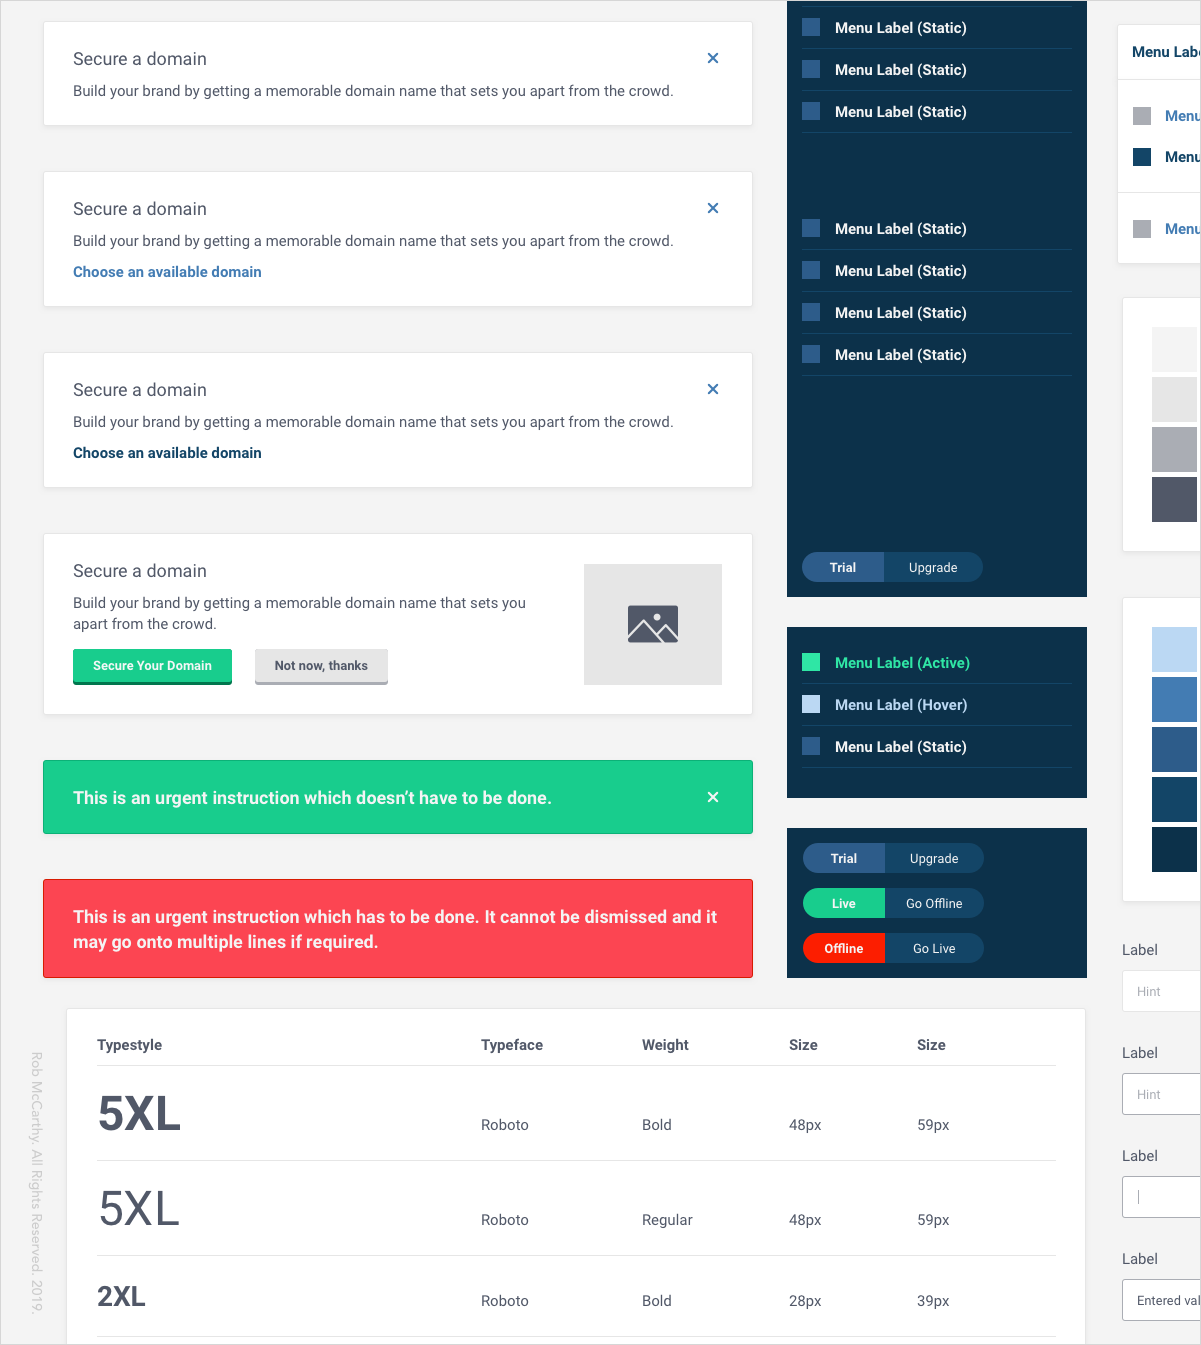 Secure a domain
Build your brand by getting a memorable domain name that sets you apart from the crowd.
Secure a domain
Build your brand by getting a memorable domain name that sets you apart from the crowd.
Choose an available domain
Secure a domain
Build your brand by getting a memorable domain name that sets you apart from the crowd.
Choose an available domain
Secure a domain
Build your brand by getting a memorable domain name that sets you
apart from the crowd.
Secure Your Domain Not now, thanks
This is an urgent instruction which doesn’t have to be done.
This is an urgent instruction which has to be done. It cannot be dismissed and it
may go onto multiple lines if required.
Menu Label (Static)
Menu Label (Static)
Menu Label (Static)
Menu Label (Static)
Menu Label (Static)
Menu Label (Static)
Menu Label (Static)
Trial Upgrade
Menu Label (Active)
Menu Label (Hover)
Menu Label (Static)
Trial Upgrade
Live Go Offline
Offline Go Live
Menu Labe
Menu
Menu
Menu
Label
Hint
Label
Hint
Label
Label
Entered val
Typestyle Typeface Weight Size Size
5XL Roboto Bold 48px 59px
5XL Roboto Regular 48px 59px
2XL Roboto Bold 28px 39px
Rob McCarthy. All Rights Reserved. 2019.